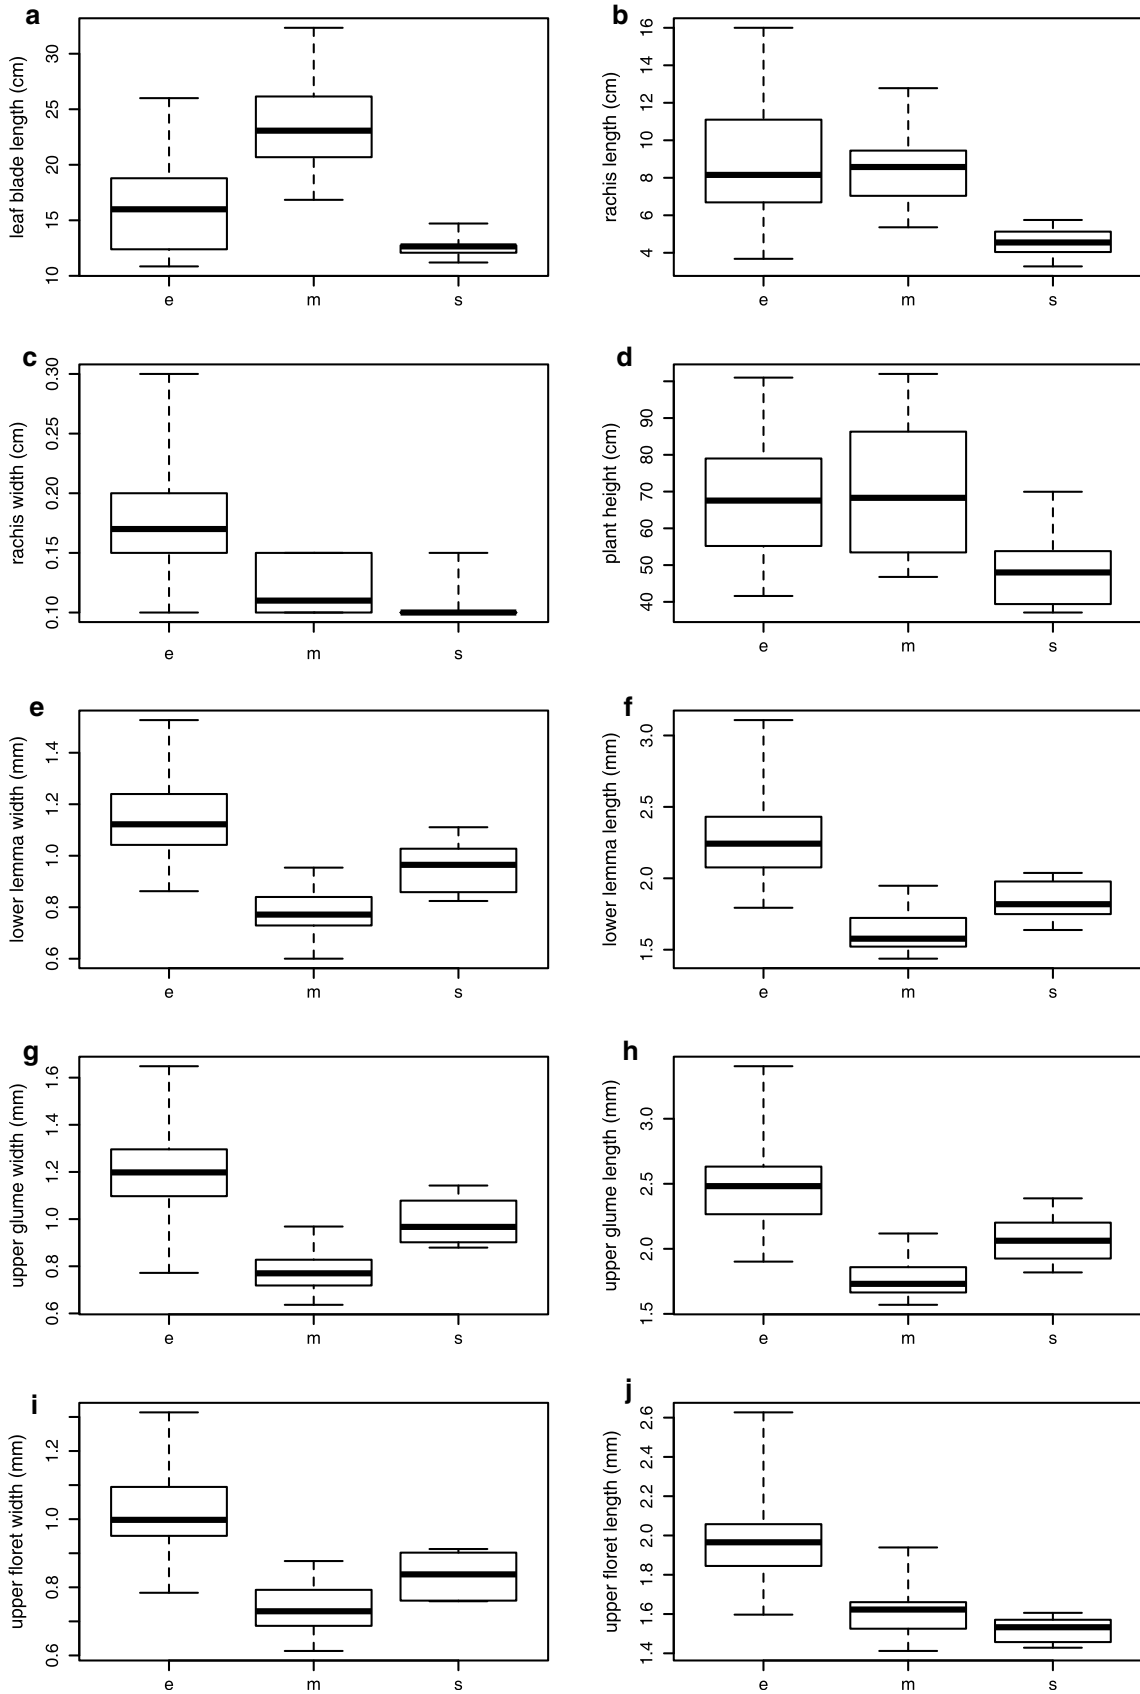 a
leaf blade length (cm)
10 15 20 25 30
e m s
b
rachis length (cm)
4 6 8 10 12 14 16
e m s
c
rachis width (cm)
0.10 0.15 0.20 0.25 0.30
e m s
d
plant height (cm)
40 50 60 70 80 90
e m s
e
lower lemma width (mm)
0.6 0.8 1.0 1.2 1.4
e m s
f
lower lemma length (mm)
1.5 2.0 2.5 3.0
e m s
g
upper glume width (mm)
0.6 0.8 1.0 1.2 1.4 1.6
e m s
h
upper glume length (mm)
1.5 2.0 2.5 3.0
e m s
i
upper floret width (mm)
0.6 0.8 1.0 1.2
e m s
j
upper floret length (mm)
1.4 1.6 1.8 2.0 2.2 2.4 2.6
e m s